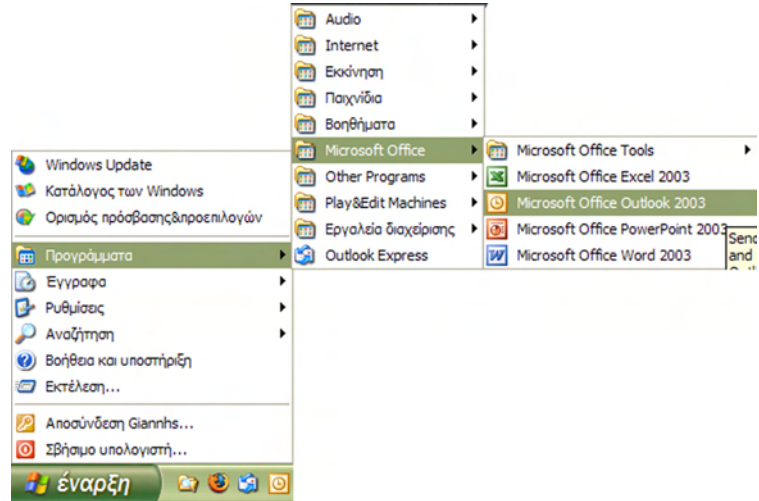 Audio
Internet
Εκκίνηση
Παιχνίδια
Βοηθήματα
Microsoft Office
Other Programs
Play&Edit Machines
Εργαλεία διαχείρισης
Outlook Express
Microsoft Office Tools
Microsoft Office Excel 2003
Microsoft Office Outlook 2003
Microsoft Office PowerPoint 2003
Microsoft Office Word 2003
Send
and
Windows Update
Κατάλογος των Windows
Ορισμός πρόσβασης&προεπιλογών
Προγράμματα
Έγγραφα
Ρυθμίσεις
Αναζήτηση
Βοήθεια και υποστήριξη
Εκτέλεση...
Αποσύνδεση Giannhs...
Σβήσιμο υπολογιστή...
έναρξη